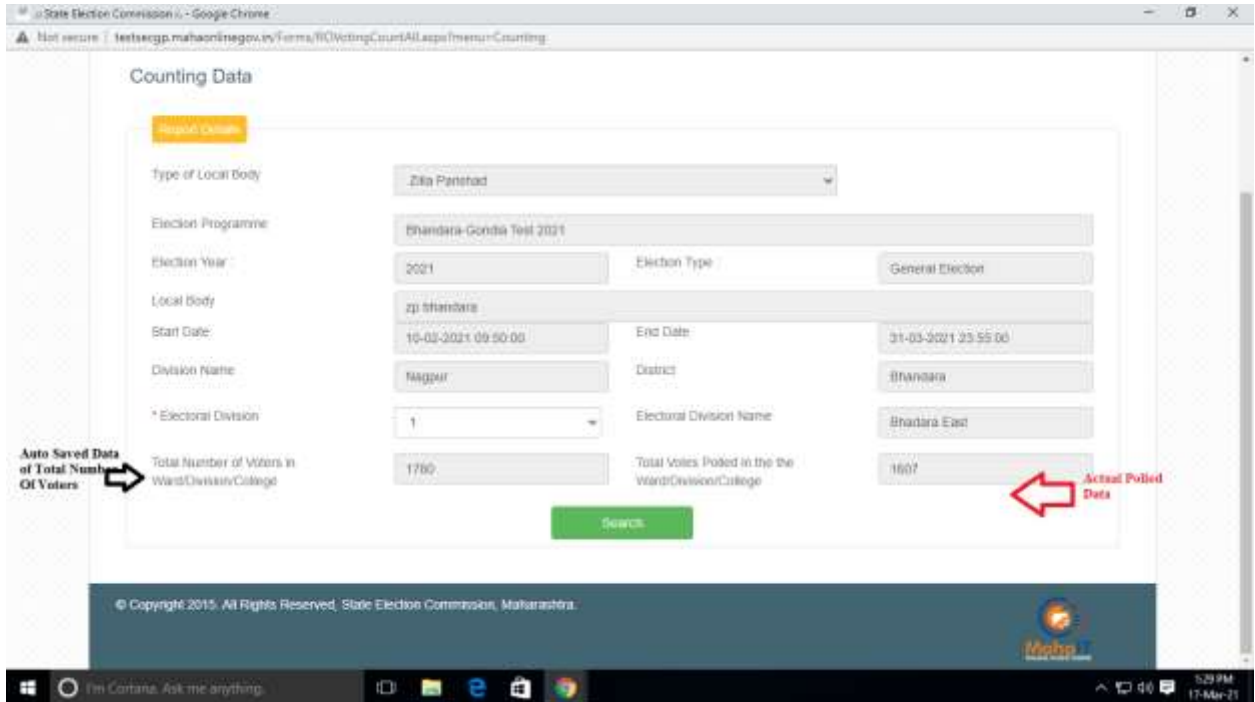 State Election Commission - Google Chrome
Not secure | testsecgp.mahaonlinegov.in/Forms/ROVotingCountAll.aspx?menu=Counting
Counting Data
Report Details
Type of Local Body
Zilla Parishad
Election Programme
Bhandara-Gondia Test 2021
Election Year
2021
Election Type
General Election
Local Body
zp bhandara
Start Date
10-02-2021 09:50:00
End Date
31-03-2021 23:55:00
Division Name
Nagpur
District
Bhandara
* Electoral Division
1
Electoral Division Name
Bhadara East
Auto Saved Data
of Total Number
Of Voters
Total Number of Voters in
Ward/Division/College
1780
Total Votes Polled in the the
Ward/Division/College
1607
Actual Polled
Data
Search
© Copyright 2015. All Rights Reserved, State Election Commission, Maharashtra.
MahaIT
I'm Cortana. Ask me anything.
5:29 PM
17-Mar-21